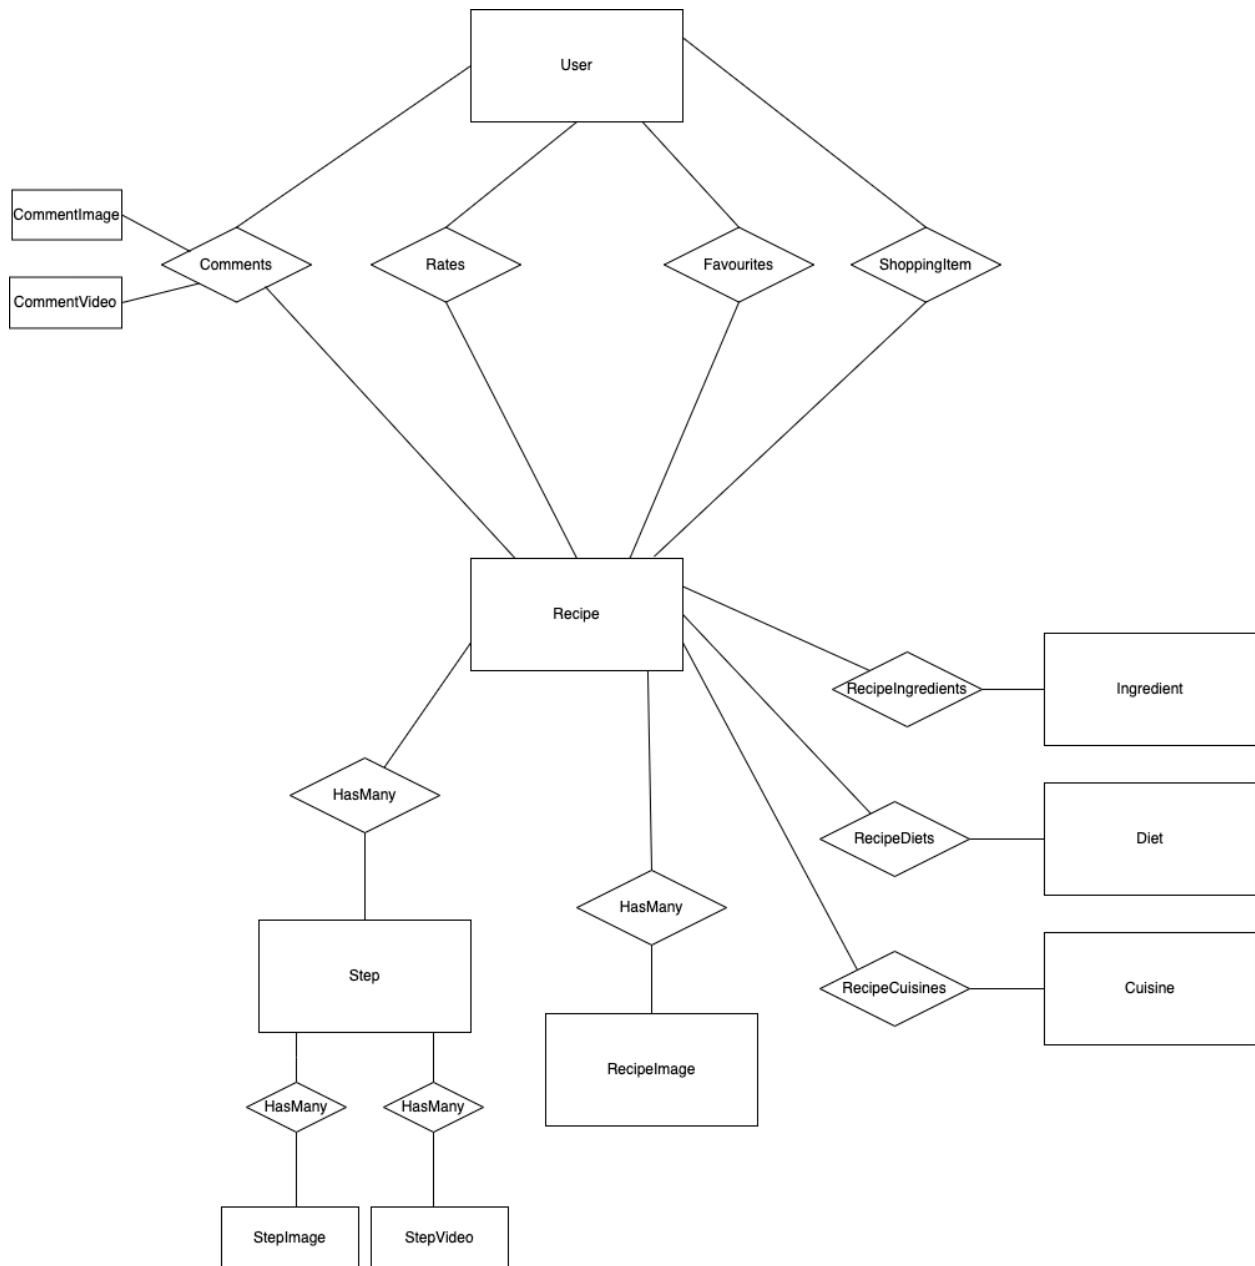 User
CommentImage
CommentVideo
Comments
Rates
Favourites
ShoppingItem
Recipe
RecipeIngredients
Ingredient
HasMany
RecipeDiets
Diet
HasMany
Step
RecipeCuisines
Cuisine
RecipeImage
HasMany
HasMany
StepImage
StepVideo